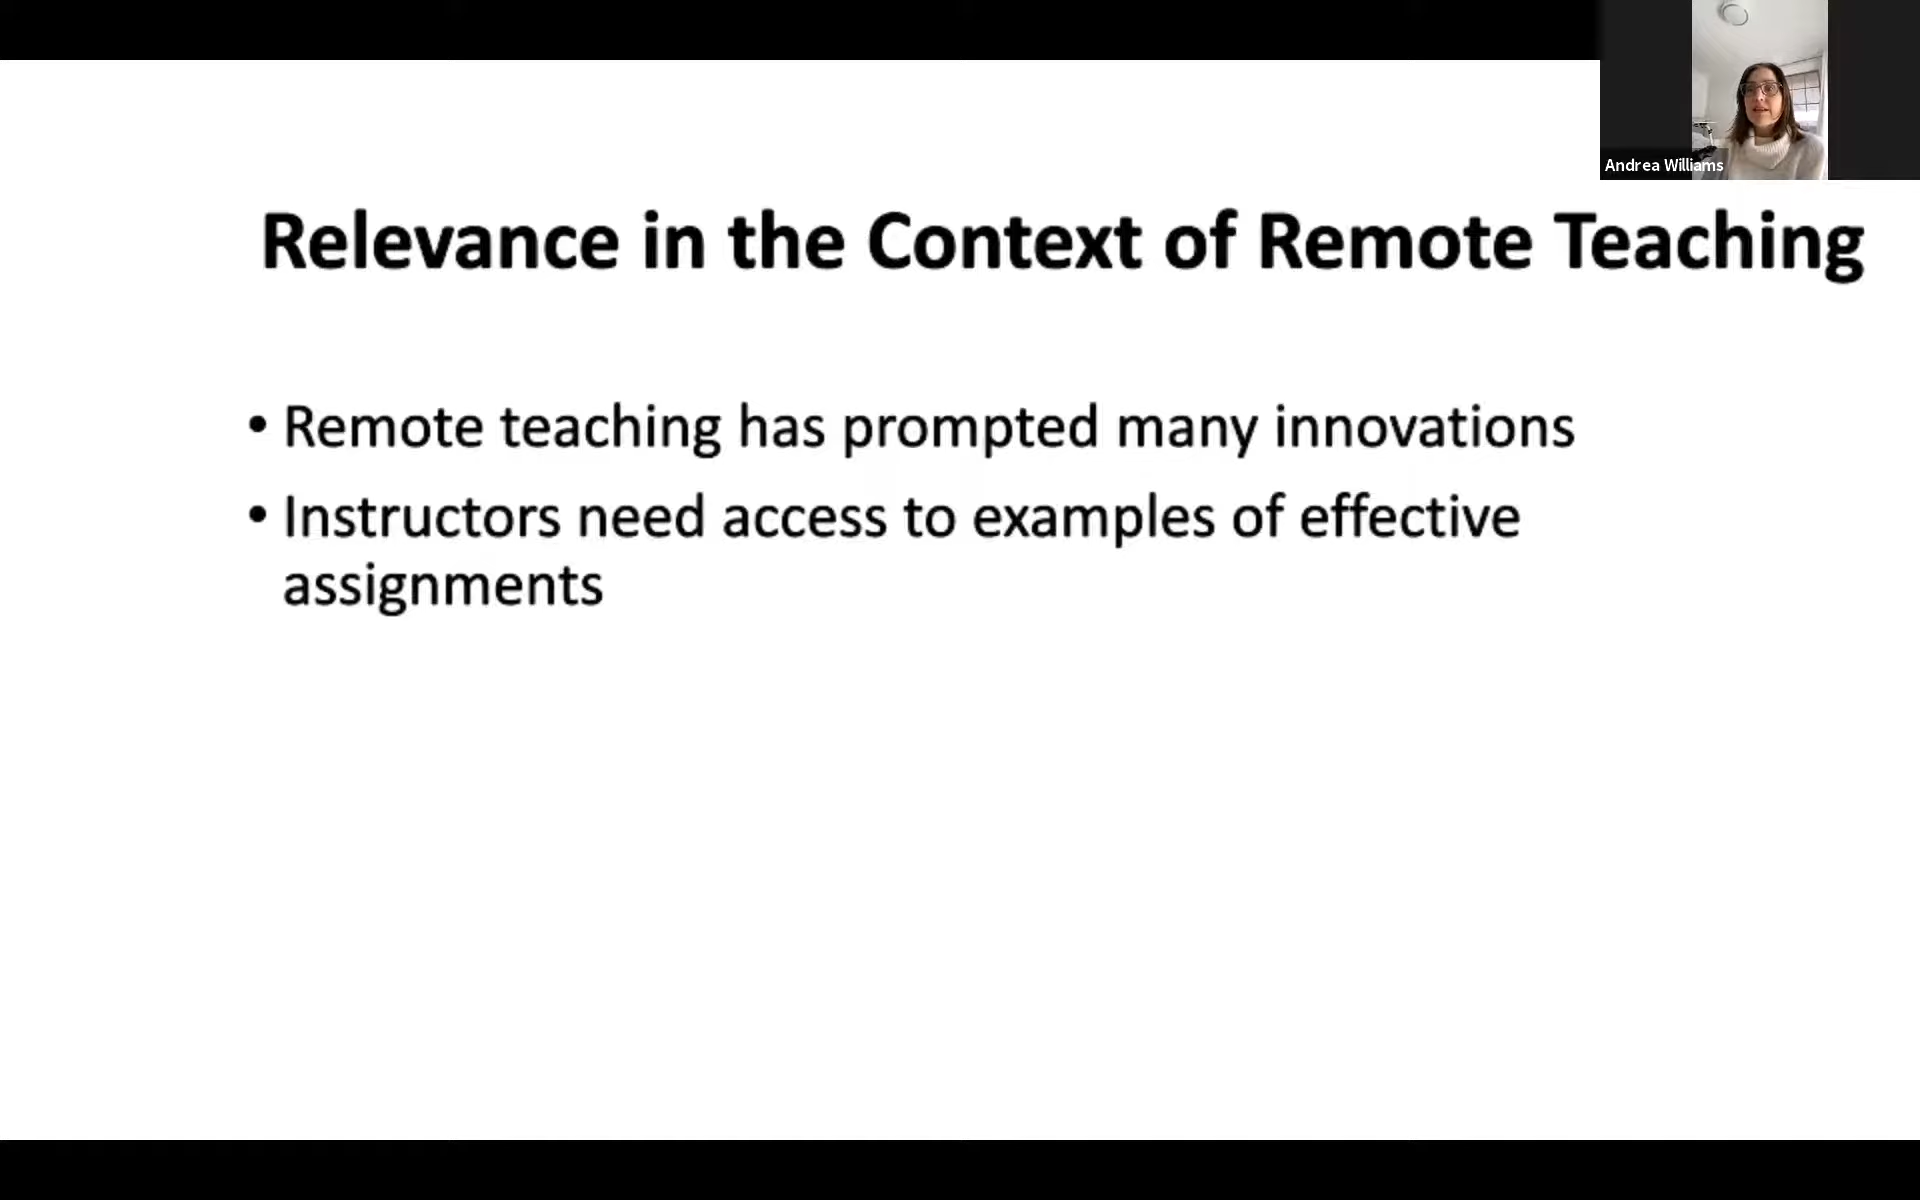 Andrea Williams
Relevance in the Context of Remote Teaching
• Remote teaching has prompted many innovations
• Instructors need access to examples of effective
assignments